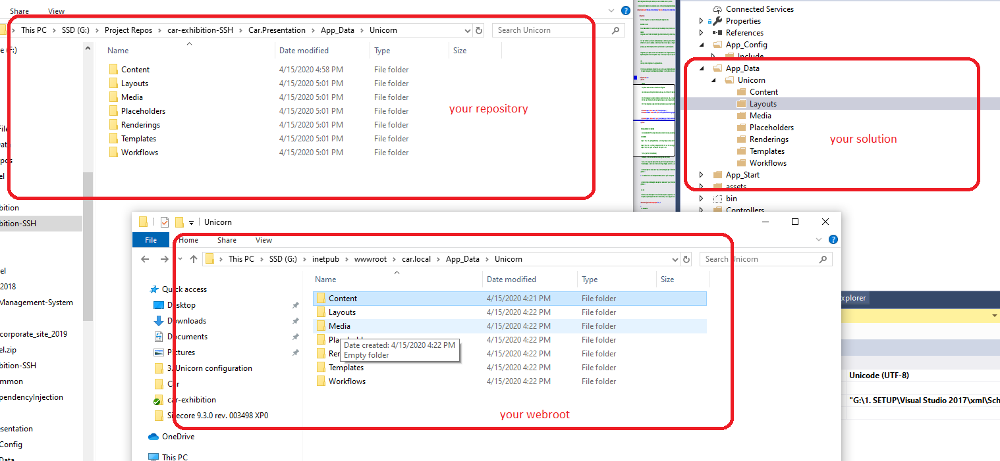 Share View
This PC > SSD (G:) > Project Repos > car-exhibition-SSH > Car.Presentation > App_Data > Unicorn
Search Unicorn
Name Date modified Type Size
Content 4/15/2020 4:58 PM File folder
Layouts 4/15/2020 5:01 PM File folder
Media 4/15/2020 5:01 PM File folder
Placeholders 4/15/2020 5:01 PM File folder
Renderings 4/15/2020 5:01 PM File folder
Templates 4/15/2020 5:01 PM File folder
Workflows 4/15/2020 5:01 PM File folder
your repository
e (F:)
bition
bition-SSH
el
2018
Management-System
corporate_site_2019
el.zip
bition-SSH
mmon
pendencyInjection
esentation
Config
Data
Connected Services
Properties
References
App_Config
Include
App_Data
Unicorn
Content
Layouts
Media
Placeholders
Renderings
Templates
Workflows
your solution
App_Start
assets
bin
Controllers
Unicorn
File Home Share View
This PC > SSD (G:) > inetpub > wwwroot > car.local > App_Data > Unicorn
Search Unicorn
Quick access
Desktop
Downloads
Documents
Pictures
3. Unicorn configuration
Car
car-exhibition
Sitecore 9.3.0 rev. 003498 XP0
OneDrive
This PC
Name Date modified Type Size
Content 4/15/2020 4:21 PM File folder
Layouts 4/15/2020 4:22 PM File folder
Media 4/15/2020 4:22 PM File folder
4/15/2020 4:22 PM File folder
4/15/2020 4:22 PM File folder
Templates 4/15/2020 4:22 PM File folder
Workflows 4/15/2020 4:22 PM File folder
Date created: 4/15/2020 4:22 PM
Empty folder
your webroot
xplorer
Unicode (UTF-8)
"G:\1. SETUP\Visual Studio 2017\xml\Sch